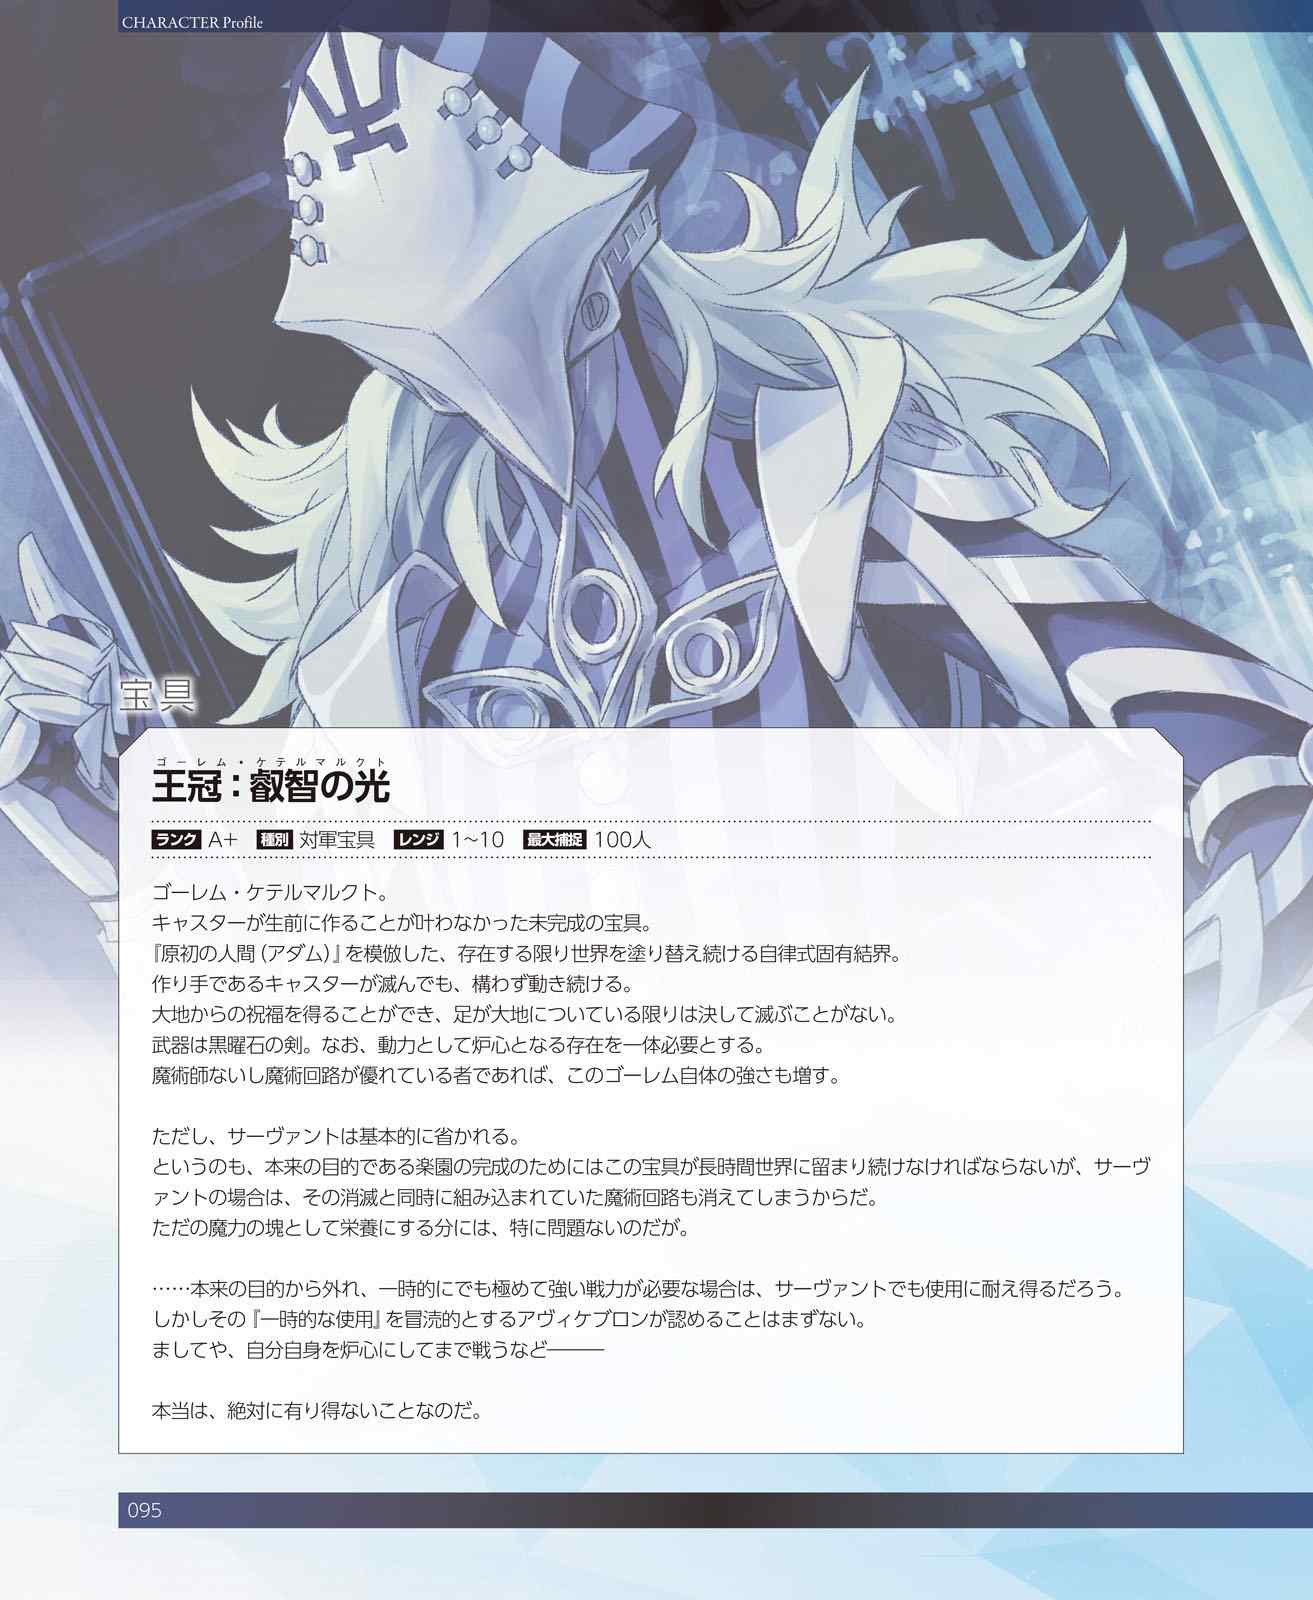 CHARACTER Profile
宝具
ゴーレム・ケテルマルクト
王冠：叡智の光
ランク A+ 種別 対軍宝具 レンジ 1～10 最大捕捉 100人
ゴーレム・ケテルマルクト。
キャスターが生前に作ることが叶わなかった未完成の宝具。
『原初の人間（アダム）』を模倣した、存在する限り世界を塗り替え続ける自律式固有結界。
作り手であるキャスターが滅んでも、構わず動き続ける。
大地からの祝福を得ることができ、足が大地についている限りは決して滅ぶことがない。
武器は黒曜石の剣。なお、動力として炉心となる存在を一体必要とする。
魔術師ないし魔術回路が優れている者であれば、このゴーレム自体の強さも増す。
ただし、サーヴァントは基本的に省かれる。
というのも、本来の目的である楽園の完成のためにはこの宝具が長時間世界に留まり続けなければならないが、サーヴ
ァントの場合は、その消滅と同時に組み込まれていた魔術回路も消えてしまうからだ。
ただの魔力の塊として栄養にする分には、特に問題ないのだが。
……本来の目的から外れ、一時的にでも極めて強い戦力が必要な場合は、サーヴァントでも使用に耐え得るだろう。
しかしその『一時的な使用』を冒涜的とするアヴィケブロンが認めることはまずない。
ましてや、自分自身を炉心にしてまで戦うなど―――
本当は、絶対に有り得ないことなのだ。
095